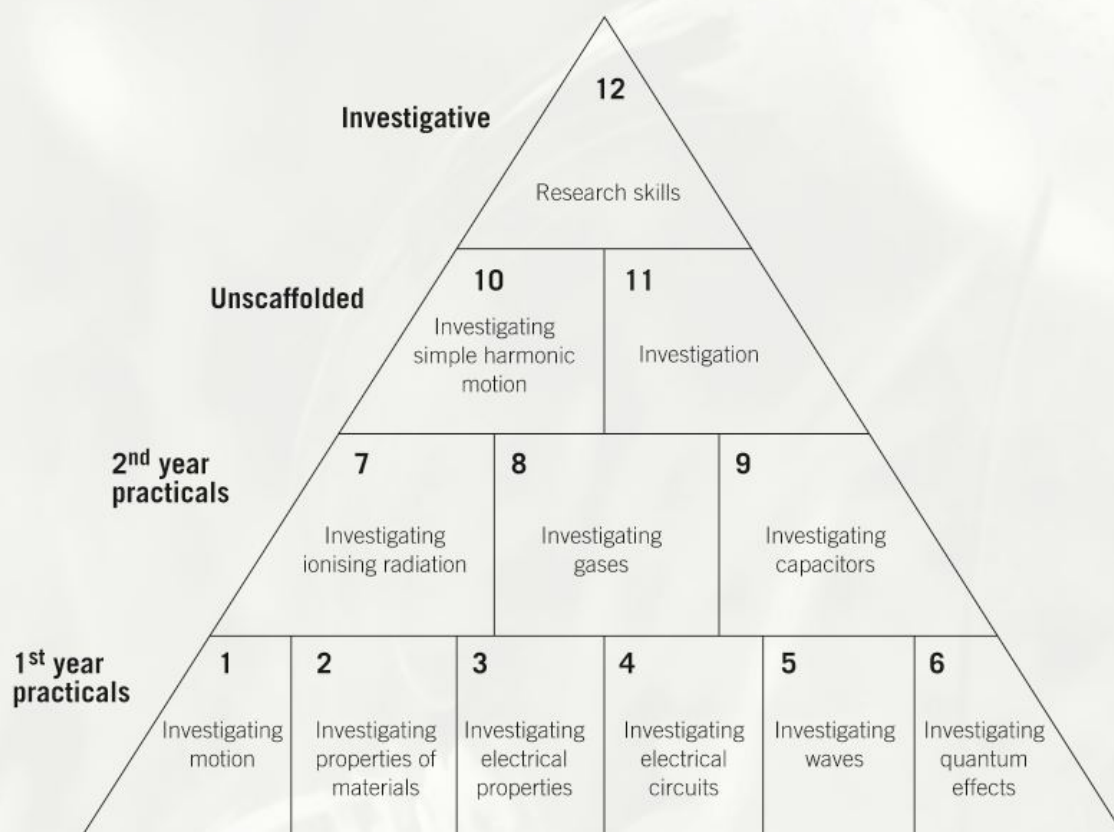 12
Investigative
Research skills
10
11
Unscaffolded
Investigating
simple harmonic
motion
Investigation
2nd year
practicals
7
8
9
Investigating
ionising radiation
Investigating
gases
Investigating
capacitors
1st year
practicals
1
2
3
4
5
6
Investigating
motion
Investigating
properties of
materials
Investigating
electrical
properties
Investigating
electrical
circuits
Investigating
waves
Investigating
quantum
effects